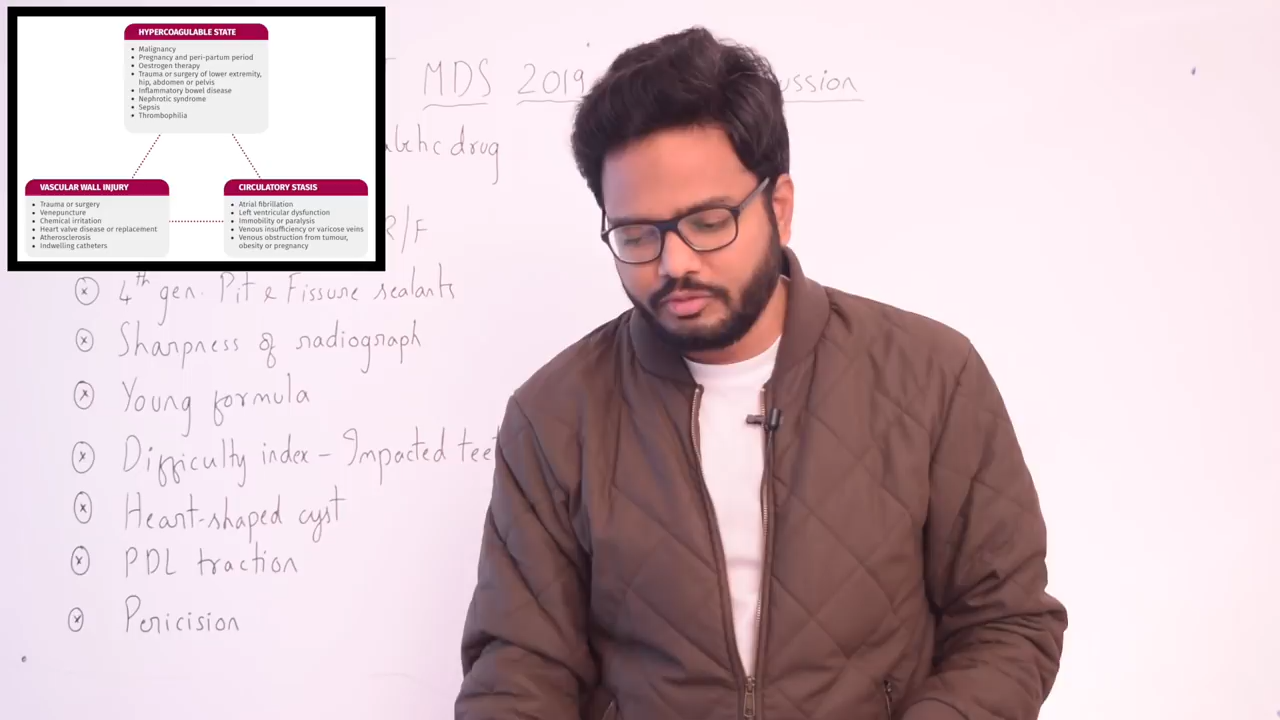 HYPERCOAGULABLE STATE
• Malignancy
• Pregnancy and peri-partum period
• Oestrogen therapy
• Trauma or surgery of lower extremity,
hip, abdomen or pelvis
• Inflammatory bowel disease
• Nephrotic syndrome
• Sepsis
• Thrombophilia
VASCULAR WALL INJURY
• Trauma or surgery
• Venepuncture
• Chemical irritation
• Heart valve disease or replacement
• Atherosclerosis
• Indwelling catheters
CIRCULATORY STASIS
• Atrial fibrillation
• Left ventricular dysfunction
• Immobility or paralysis
• Venous insufficiency or varicose veins
• Venous obstruction from tumour,
obesity or pregnancy
MDS 2019
drug
R/F
4th gen. Pit & Fissure sealants
Sharpness of radiograph
Young formula
Difficulty index - Impacted
Heart-shaped cyst
PDL traction
Pericision